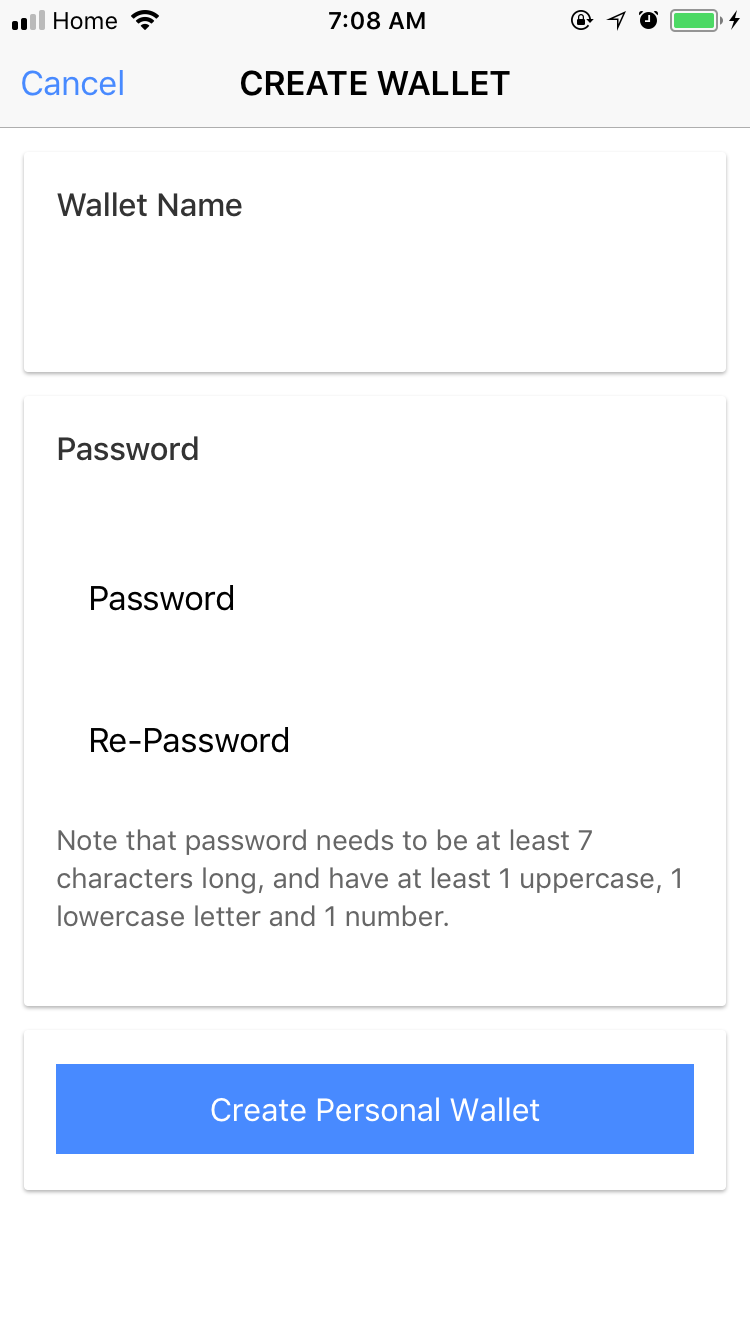 Home 7:08 AM
Cancel CREATE WALLET
Wallet Name
Password
Password
Re-Password
Note that password needs to be at least 7
characters long, and have at least 1 uppercase, 1
lowercase letter and 1 number.
Create Personal Wallet